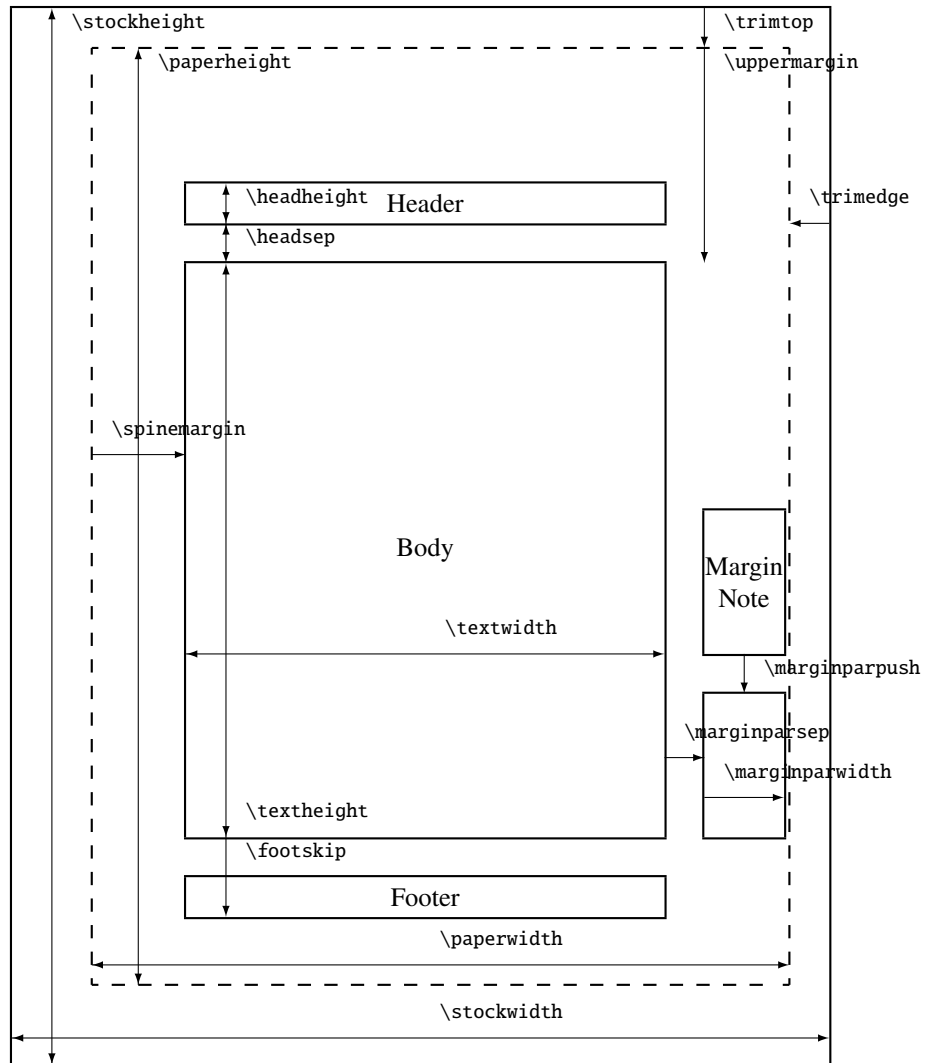 \stockheight
\trimtop
\paperheight
\uppermargin
\headheight
Header
\trimedge
\headsep
\spinemargin
Body
Margin
Note
\textwidth
\marginparpush
\marginparsep
\marginparwidth
\textheight
\footskip
Footer
\paperwidth
\stockwidth